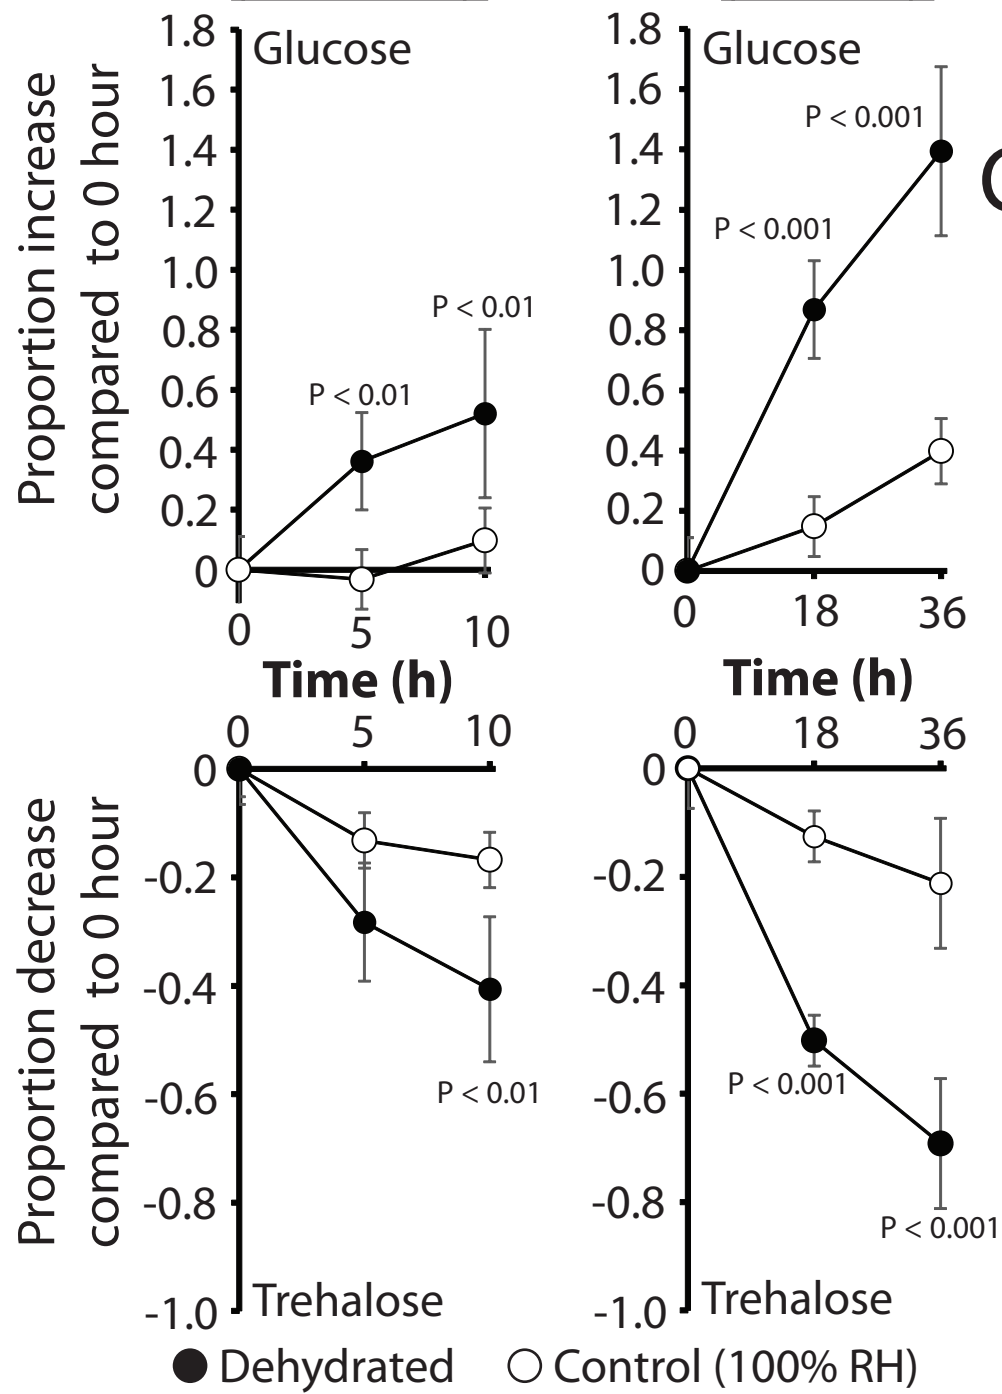 Proportion increase
compared to 0 hour
1.8
1.6
1.4
1.2
1.0
0.8
0.6
0.4
0.2
0
Glucose
P < 0.01
P < 0.01
0
5
10
Time (h)
1.8
1.6
1.4
1.2
1.0
0.8
0.6
0.4
0.2
0
Glucose
P < 0.001
P < 0.001
0
18
36
Time (h)
Proportion decrease
compared to 0 hour
0
5
10
0
-0.2
-0.4
-0.6
-0.8
-1.0
P < 0.01
Trehalose
0
18
36
0
-0.2
-0.4
-0.6
-0.8
-1.0
P < 0.001
P < 0.001
Trehalose
Dehydrated
Control (100% RH)